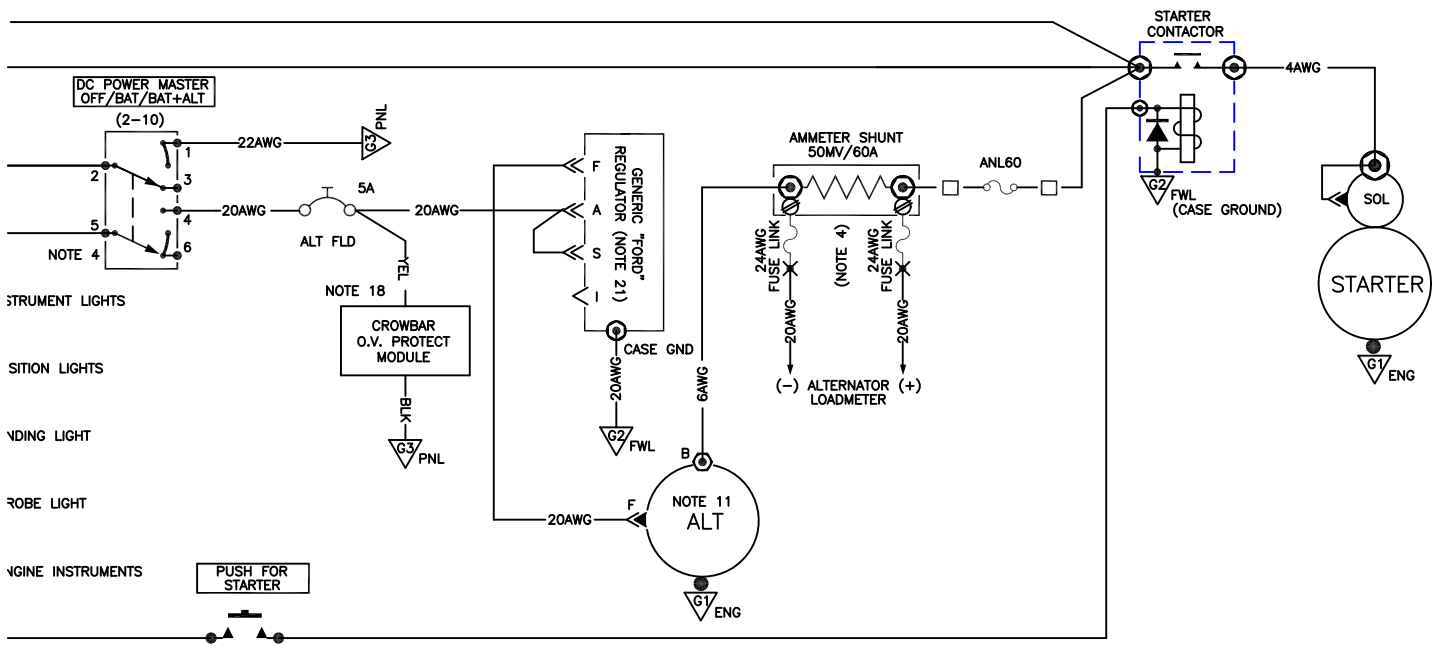 STARTER
CONTACTOR
4AWG
DC POWER MASTER
OFF/BAT/BAT+ALT
(2-10)
1
2
3
4
5
6
NOTE 4
22AWG
G3
PNL
20AWG
5A
ALT FLD
20AWG
YEL
NOTE 18
CROWBAR
O.V. PROTECT
MODULE
BLK
G3
PNL
F
A
S
I
GENERIC "FORD"
REGULATOR (NOTE 21)
CASE GND
20AWG
G2
FWL
AMMETER SHUNT
50MV/60A
ANL60
24AWG
FUSE LINK
(NOTE 4)
24AWG
FUSE LINK
20AWG
20AWG
(-) ALTERNATOR (+)
LOADMETER
6AWG
B
F
20AWG
NOTE 11
ALT
G1
ENG
G2
FWL
(CASE GROUND)
SOL
STARTER
G1
ENG
STRUMENT LIGHTS
SITION LIGHTS
NDING LIGHT
ROBE LIGHT
NGINE INSTRUMENTS
PUSH FOR
STARTER